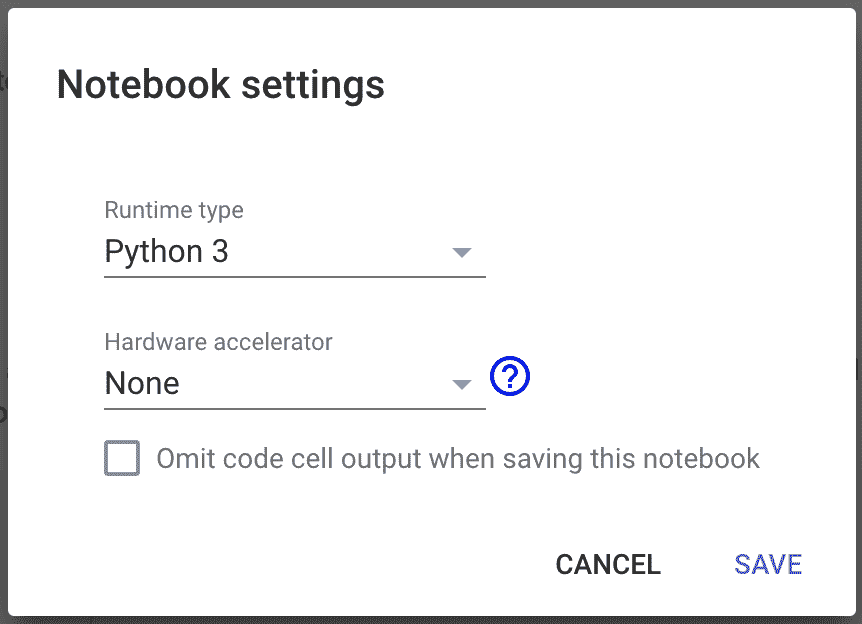 Notebook settings
Runtime type
Python 3
Hardware accelerator
None
?
Omit code cell output when saving this notebook
CANCEL SAVE